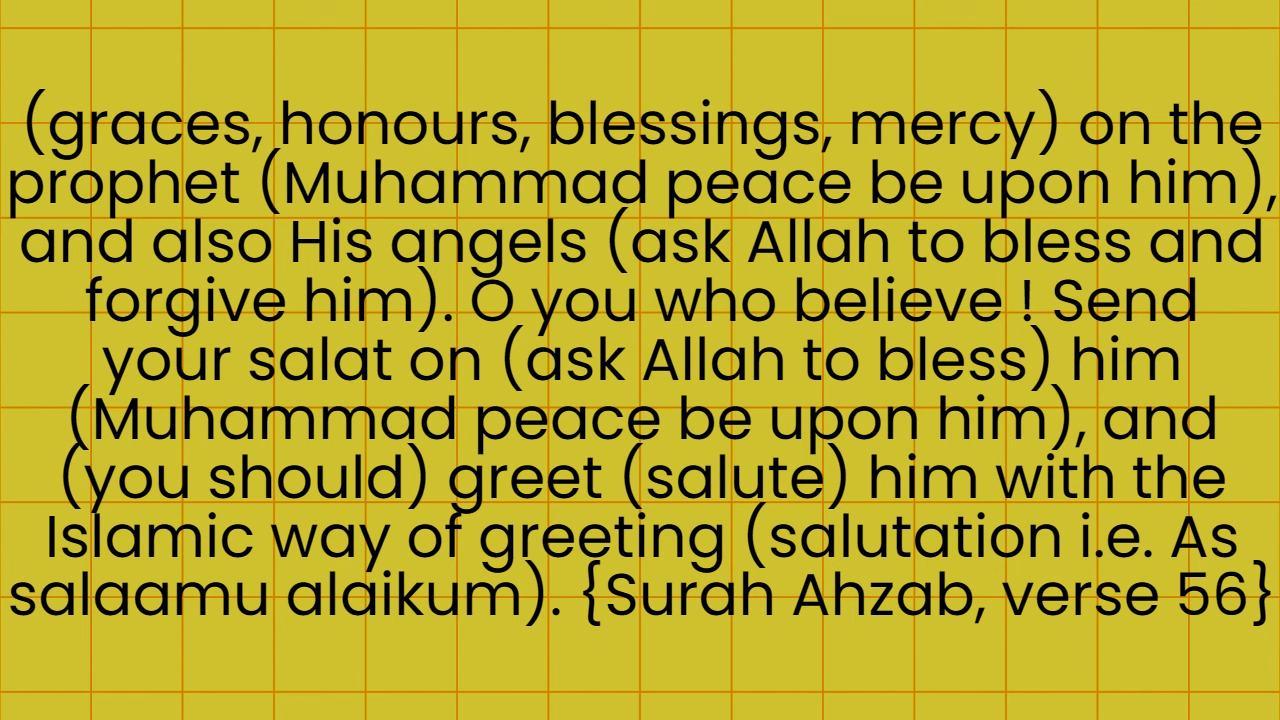 (graces, honours, blessings, mercy) on the
prophet (Muhammad peace be upon him),
and also His angels (ask Allah to bless and
forgive him). O you who believe ! Send
your salat on (ask Allah to bless) him
(Muhammad peace be upon him), and
(you should) greet (salute) him with the
Islamic way of greeting (salutation i.e. As
salaamu alaikum). {Surah Ahzab, verse 56}